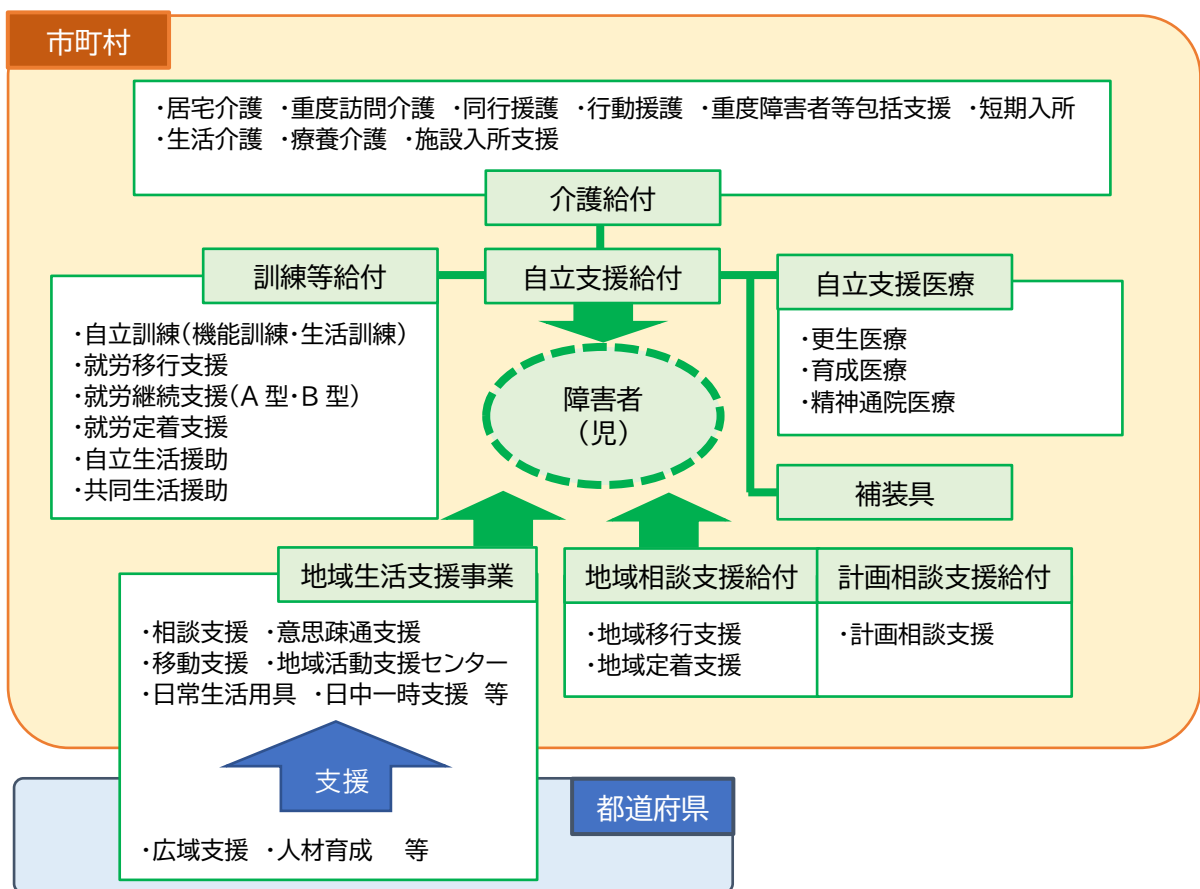 市町村
・居宅介護 ・重度訪問介護 ・同行援護 ・行動援護 ・重度障害者等包括支援 ・短期入所
・生活介護 ・療養介護 ・施設入所支援
介護給付
訓練等給付
自立支援給付
自立支援医療
・自立訓練(機能訓練・生活訓練)
・就労移行支援
・就労継続支援(A 型・B 型)
・就労定着支援
・自立生活援助
・共同生活援助
障害者
(児)
・更生医療
・育成医療
・精神通院医療
補装具
地域生活支援事業
・相談支援 ・意思疎通支援
・移動支援 ・地域活動支援センター
・日常生活用具 ・日中一時支援 等
地域相談支援給付
・地域移行支援
・地域定着支援
計画相談支援給付
・計画相談支援
支援
都道府県
・広域支援 ・人材育成 等